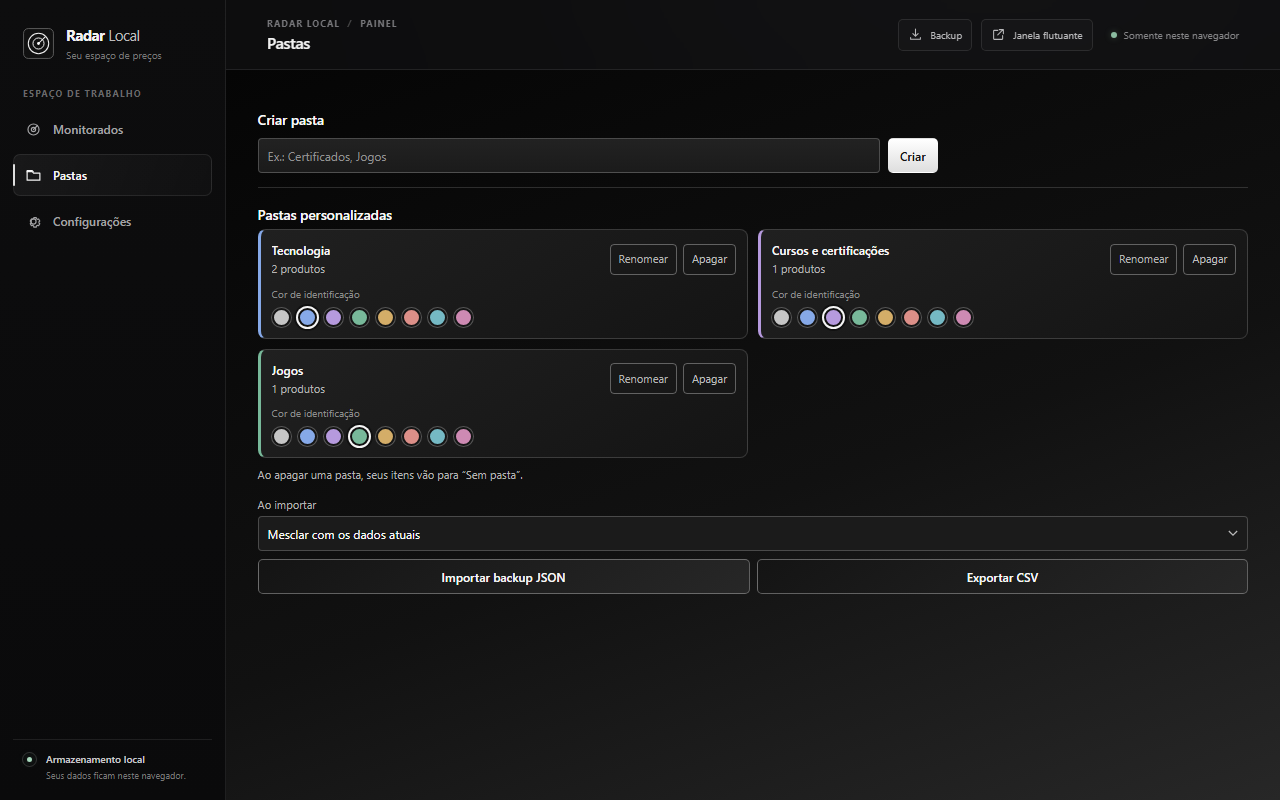 Radar Local
Seu espaço de preços
ESPAÇO DE TRABALHO
Monitorados
Pastas
Configurações
Armazenamento local
Seus dados ficam neste navegador.
RADAR LOCAL / PAINEL
Pastas
Backup
Janela flutuante
Somente neste navegador
Criar pasta
Ex.: Certificados, Jogos
Criar
Pastas personalizadas
Tecnologia
2 produtos
Renomear
Apagar
Cor de identificação
Cursos e certificações
1 produtos
Renomear
Apagar
Cor de identificação
Jogos
1 produtos
Renomear
Apagar
Cor de identificação
Ao apagar uma pasta, seus itens vão para “Sem pasta”.
Ao importar
Mesclar com os dados atuais
Importar backup JSON
Exportar CSV